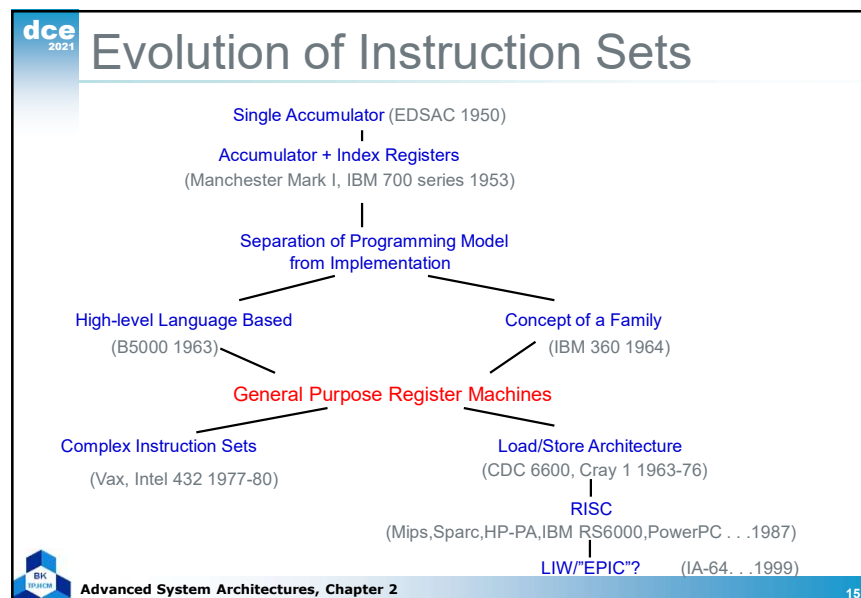 dce
2021
Evolution of Instruction Sets
Single Accumulator (EDSAC 1950)
Accumulator + Index Registers
(Manchester Mark I, IBM 700 series 1953)
Separation of Programming Model
from Implementation
High-level Language Based
Concept of a Family
(B5000 1963)
(IBM 360 1964)
General Purpose Register Machines
Complex Instruction Sets
Load/Store Architecture
(Vax, Intel 432 1977-80)
(CDC 6600, Cray 1 1963-76)
RISC
(Mips,Sparc,HP-PA,IBM RS6000,PowerPC . . .1987)
LIW/”EPIC”? (IA-64. . .1999)
BK
TP.HCM
Advanced System Architectures, Chapter 2
15